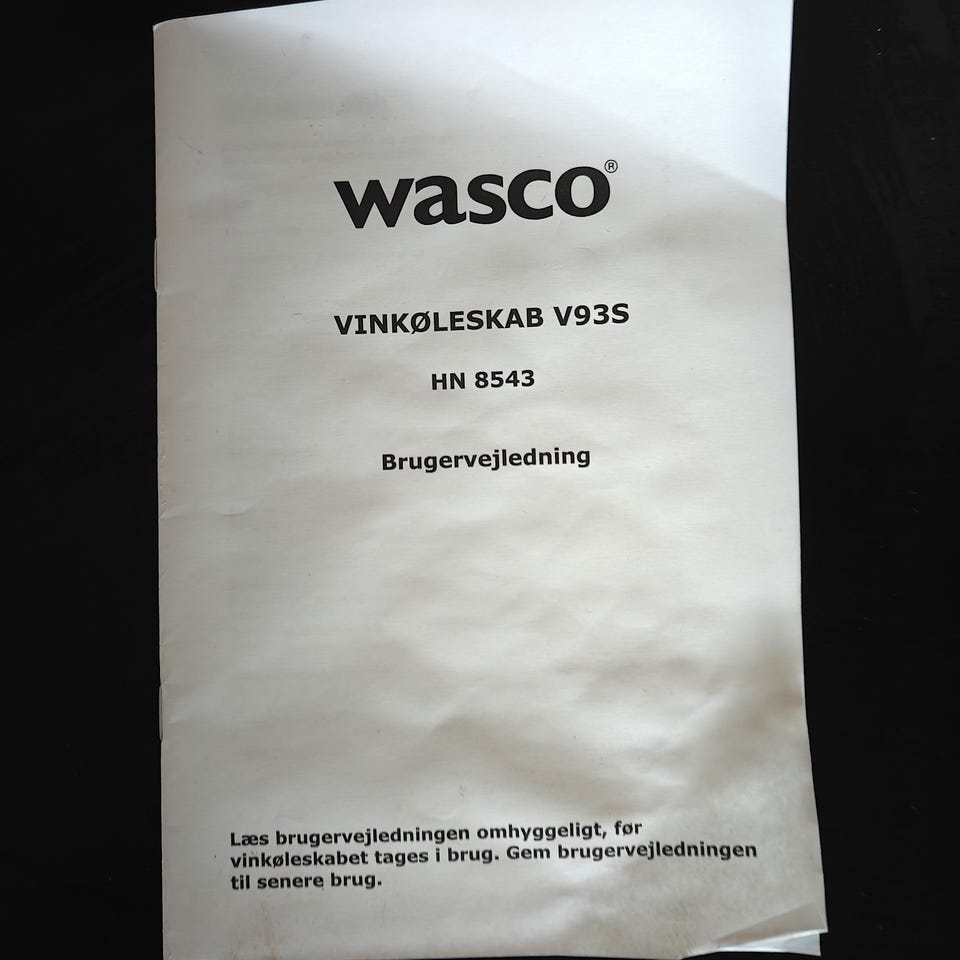 wasco®
VINKØLESKAB V93S
HN 8543
Brugervejledning
Læs brugervejledningen omhyggeligt, før
vinkøleskabet tages i brug. Gem brugervejledningen
til senere brug.